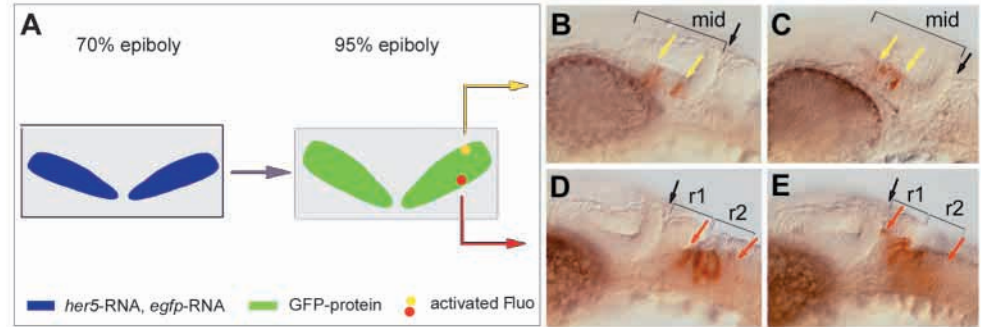 A
70% epiboly
95% epiboly
her5-RNA, egfp-RNA
GFP-protein
activated Fluo
B
mid
C
mid
D
r1
r2
E
r1
r2